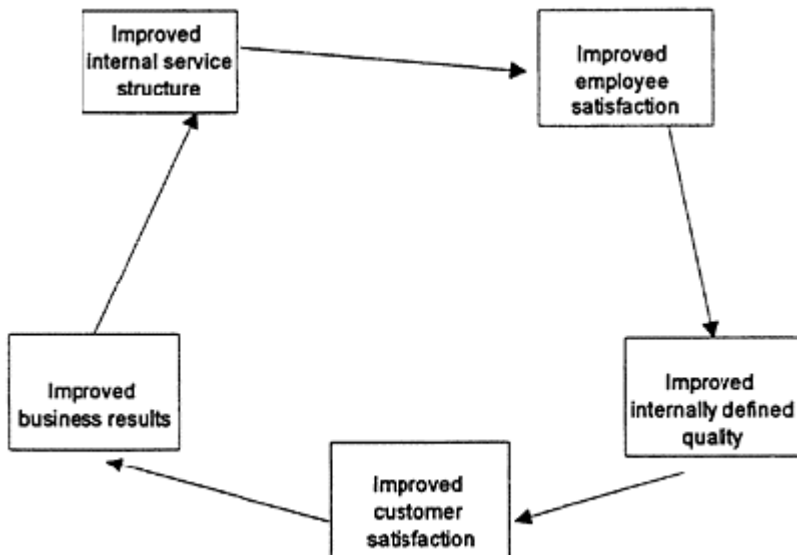 Improved
internal service
structure
Improved
employee
satisfaction
Improved
internally defined
quality
Improved
customer
satisfaction
Improved
business results